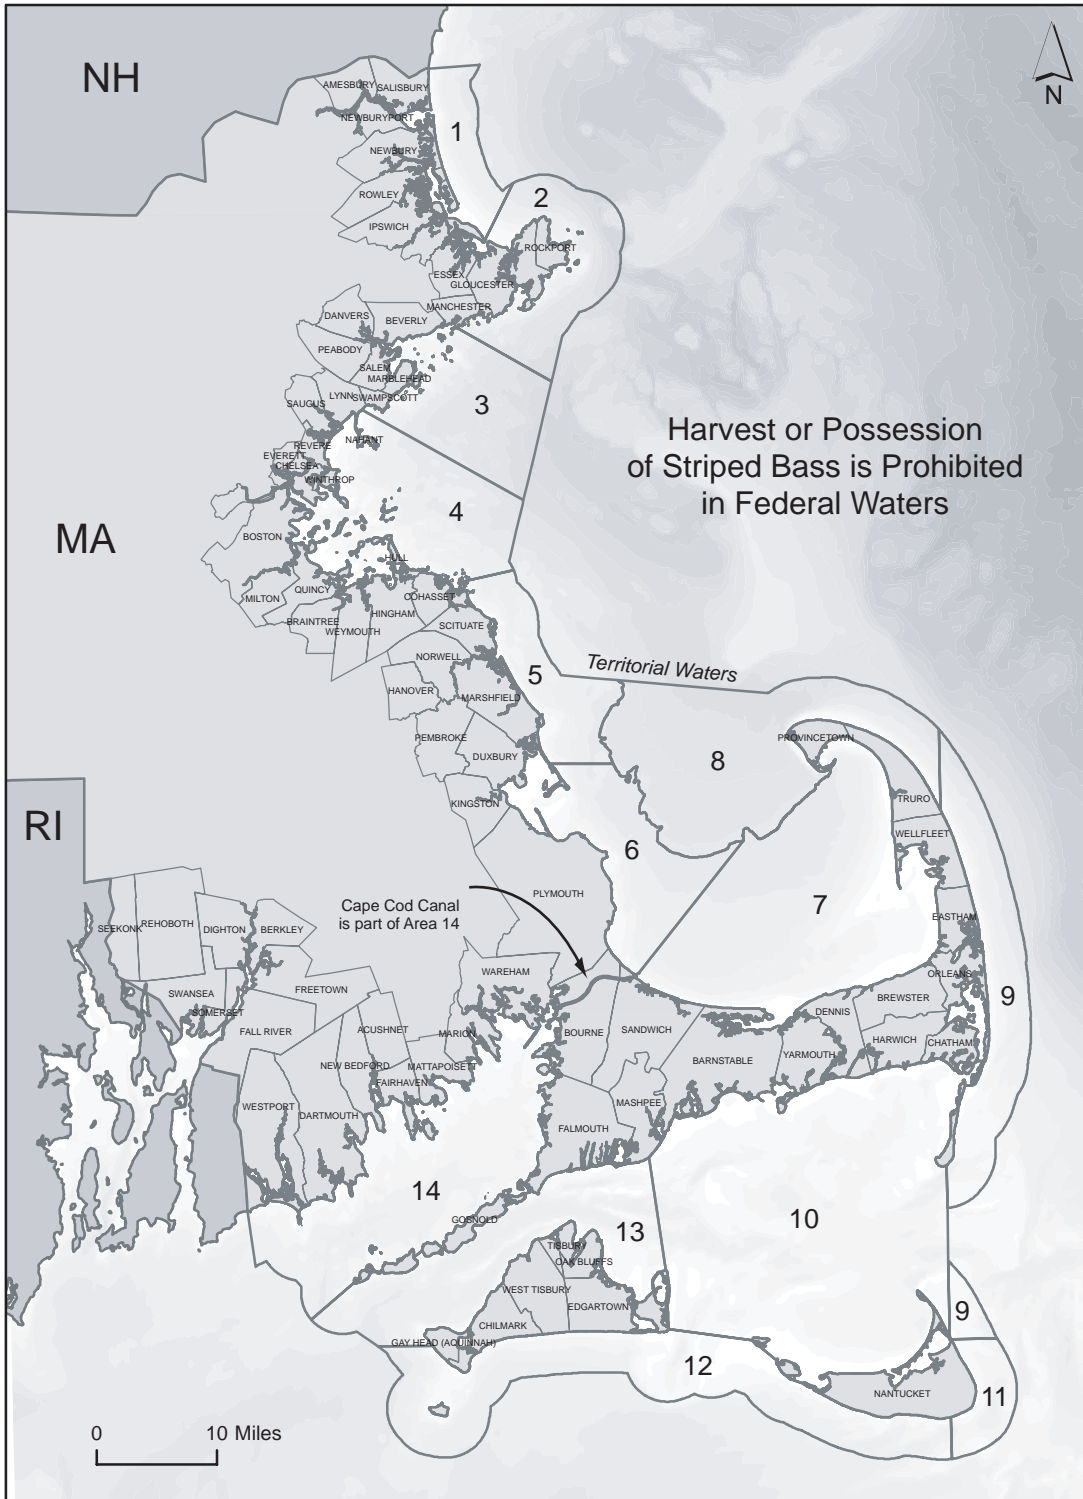 NH
N
AMESBURY
SALISBURY
NEWBURYPORT
1
NEWBURY
ROWLEY
2
IPSWICH
ROCKPORT
ESSEX
GLOUCESTER
MANCHESTER
DANVERS
BEVERLY
PEABODY
SALEM
MARBLEHEAD
LYNN
SWAMPSCOTT
SAUGUS
3
Harvest or Possession
of Striped Bass is Prohibited
in Federal Waters
NAHANT
REVERE
EVERETT
CHELSEA
WINTHROP
4
MA
BOSTON
HULL
QUINCY
MILTON
COHASSET
HINGHAM
BRAINTREE
WEYMOUTH
SCITUATE
NORWELL
5
Territorial Waters
HANOVER
MARSHFIELD
PEMBROKE
DUXBURY
8
PROVINCETOWN
TRURO
KINGSTON
RI
WELLFLEET
6
PLYMOUTH
7
Cape Cod Canal
is part of Area 14
EASTHAM
SEEKONK
REHOBOTH
DIGHTON
BERKLEY
WAREHAM
ORLEANS
FREETOWN
SWANSEA
SOMERSET
BREWSTER
9
DENNIS
FALL RIVER
ACUSHNET
MARION
BOURNE
SANDWICH
HARWICH
CHATHAM
YARMOUTH
BARNSTABLE
NEW BEDFORD
MATTAPOISETT
FAIRHAVEN
WESTPORT
DARTMOUTH
MASHPEE
FALMOUTH
14
GOSNOLD
13
10
TISBURY
OAK BLUFFS
WEST TISBURY
EDGARTOWN
CHILMARK
9
GAY HEAD (AQUINNAH)
12
NANTUCKET
11
0 10 Miles